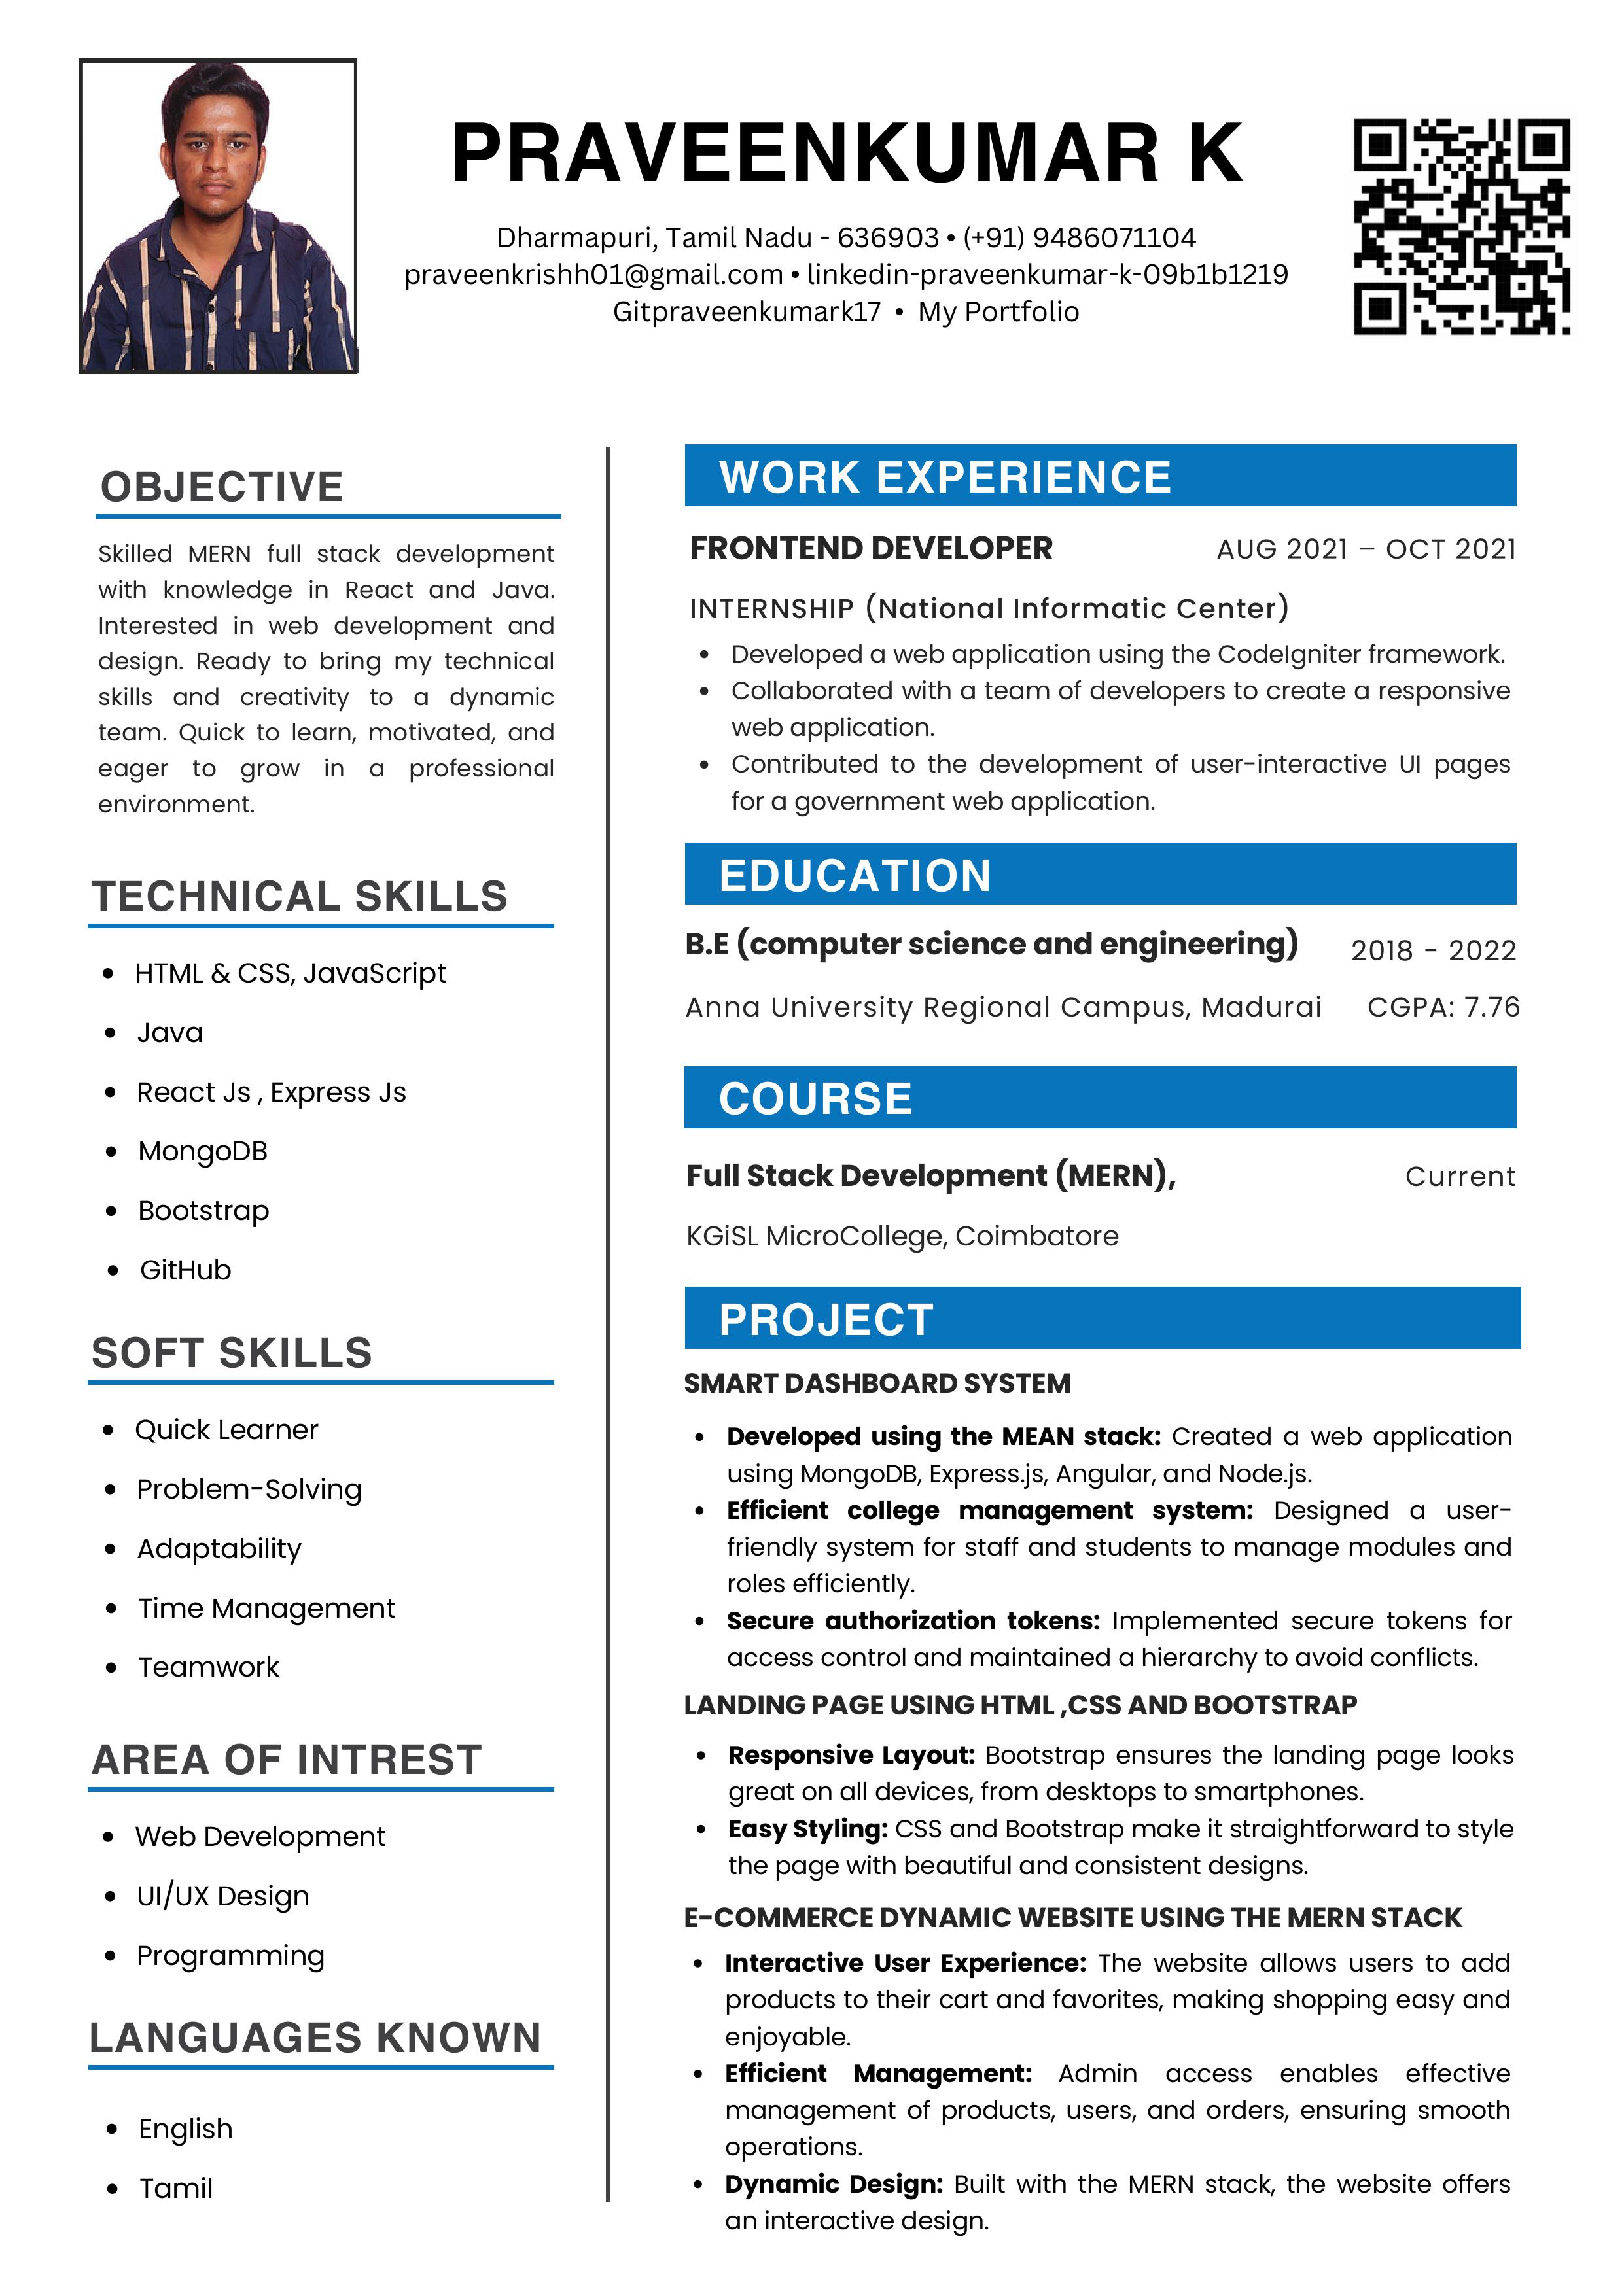 PRAVEENKUMAR K
Dharmapuri, Tamil Nadu - 636903 • (+91) 9486071104
praveenkrishh01@gmail.com • linkedin-praveenkumar-k-09b1b1219
Gitpraveenkumark17 • My Portfolio
OBJECTIVE
Skilled MERN full stack development
with knowledge in React and Java.
Interested in web development and
design. Ready to bring my technical
skills and creativity to a dynamic
team. Quick to learn, motivated, and
eager to grow in a professional
environment.
TECHNICAL SKILLS
• HTML & CSS, JavaScript
• Java
• React Js , Express Js
• MongoDB
• Bootstrap
• GitHub
SOFT SKILLS
• Quick Learner
• Problem-Solving
• Adaptability
• Time Management
• Teamwork
AREA OF INTREST
• Web Development
• UI/UX Design
• Programming
LANGUAGES KNOWN
• English
• Tamil
WORK EXPERIENCE
FRONTEND DEVELOPER AUG 2021 – OCT 2021
INTERNSHIP (National Informatic Center)
• Developed a web application using the CodeIgniter framework.
• Collaborated with a team of developers to create a responsive
web application.
• Contributed to the development of user-interactive UI pages
for a government web application.
EDUCATION
B.E (computer science and engineering) 2018 - 2022
Anna University Regional Campus, Madurai CGPA: 7.76
COURSE
Full Stack Development (MERN), Current
KGiSL MicroCollege, Coimbatore
PROJECT
SMART DASHBOARD SYSTEM
• Developed using the MEAN stack: Created a web application
using MongoDB, Express.js, Angular, and Node.js.
• Efficient college management system: Designed a user-
friendly system for staff and students to manage modules and
roles efficiently.
• Secure authorization tokens: Implemented secure tokens for
access control and maintained a hierarchy to avoid conflicts.
LANDING PAGE USING HTML ,CSS AND BOOTSTRAP
• Responsive Layout: Bootstrap ensures the landing page looks
great on all devices, from desktops to smartphones.
• Easy Styling: CSS and Bootstrap make it straightforward to style
the page with beautiful and consistent designs.
E-COMMERCE DYNAMIC WEBSITE USING THE MERN STACK
• Interactive User Experience: The website allows users to add
products to their cart and favorites, making shopping easy and
enjoyable.
• Efficient Management: Admin access enables effective
management of products, users, and orders, ensuring smooth
operations.
• Dynamic Design: Built with the MERN stack, the website offers
an interactive design.